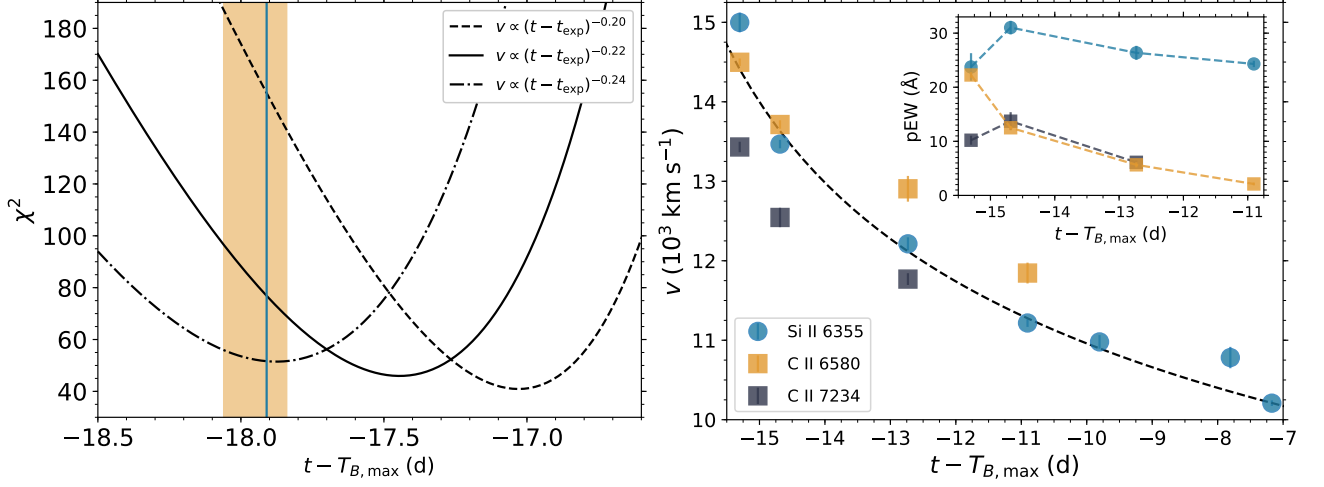 180
160
140
120
100
80
60
40
χ²
v ∝ (t − t_exp)^−0.20
v ∝ (t − t_exp)^−0.22
v ∝ (t − t_exp)^−0.24
−18.5 −18.0 −17.5 −17.0
t − T_B, max (d)
15
14
13
12
11
10
v (10³ km s⁻¹)
Si II 6355
C II 6580
C II 7234
−15 −14 −13 −12 −11 −10 −9 −8 −7
t − T_B, max (d)
30
20
10
0
pEW (Å)
−15 −14 −13 −12 −11
t − T_B, max (d)